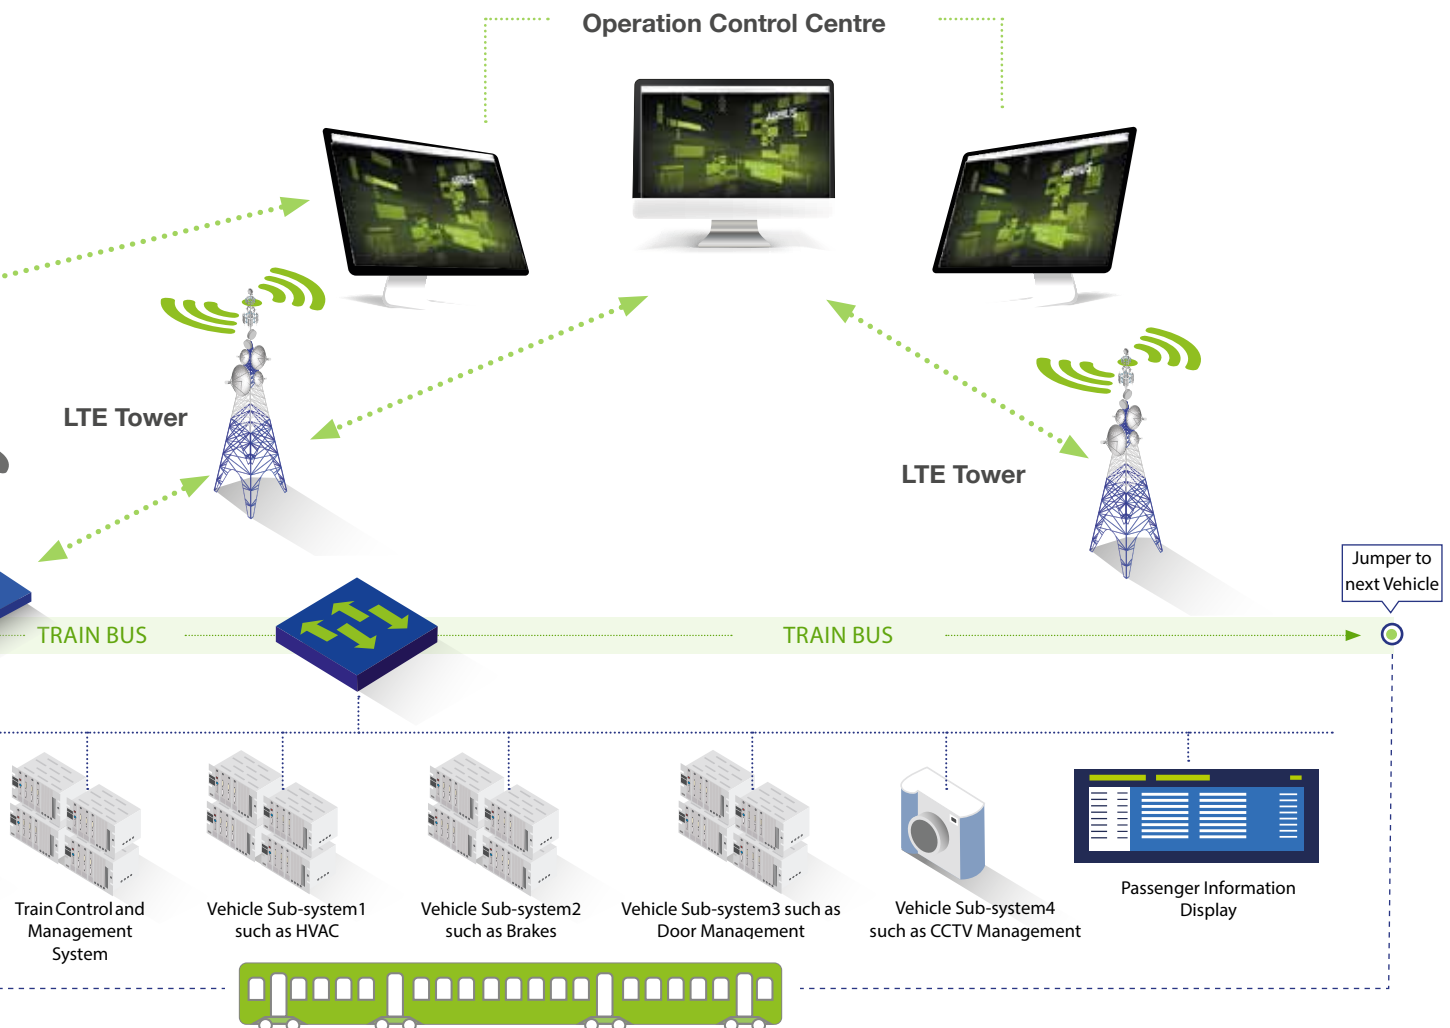 Operation Control Centre
LTE Tower
LTE Tower
Jumper to
next Vehicle
TRAIN BUS
TRAIN BUS
Train Control and
Management
System
Vehicle Sub-system1
such as HVAC
Vehicle Sub-system2
such as Brakes
Vehicle Sub-system3 such as
Door Management
Vehicle Sub-system4
such as CCTV Management
Passenger Information
Display